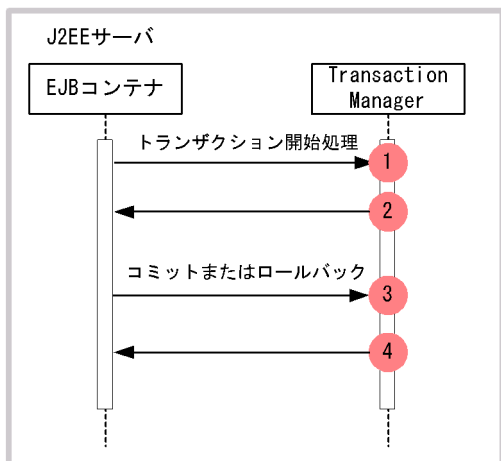 J2EEサーバ
EJBコンテナ
Transaction
Manager
トランザクション開始処理
1
2
コミットまたはロールバック
3
4